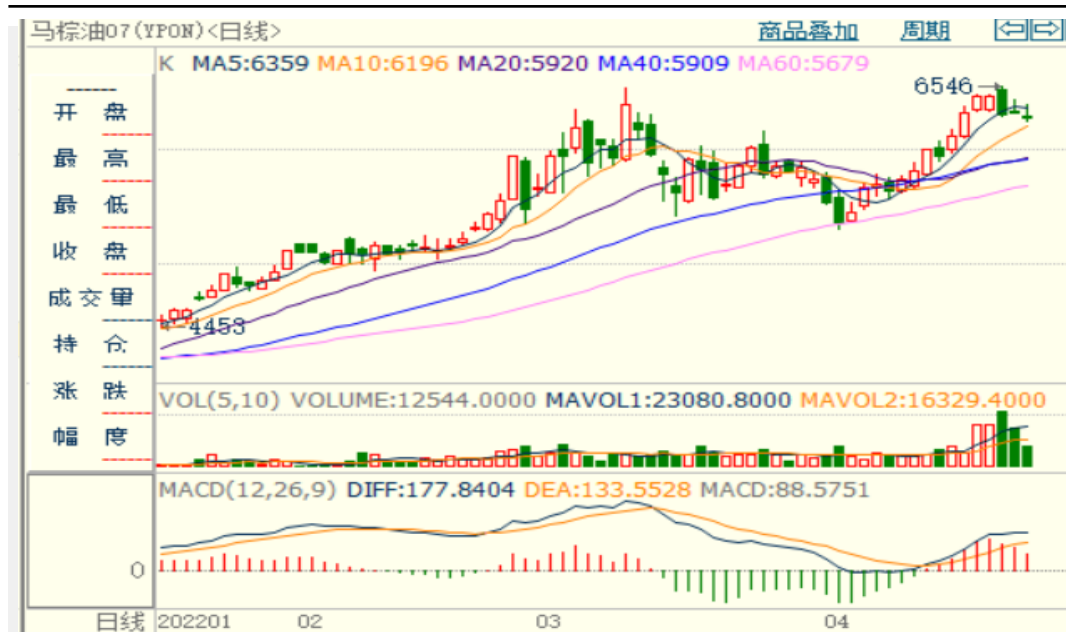 马棕油07(YPON)<日线> 商品叠加 周期
K MA5:6359 MA10:6196 MA20:5920 MA40:5909 MA60:5679
6546
开盘
最高
最低
收盘
成交量
4453
持仓
涨跌
幅度
VOL(5,10) VOLUME:12544.0000 MAVOL1:23080.8000 MAVOL2:16329.4000
MACD(12,26,9) DIFF:177.8404 DEA:133.5528 MACD:88.5751
0
日线 202201 02 03 04